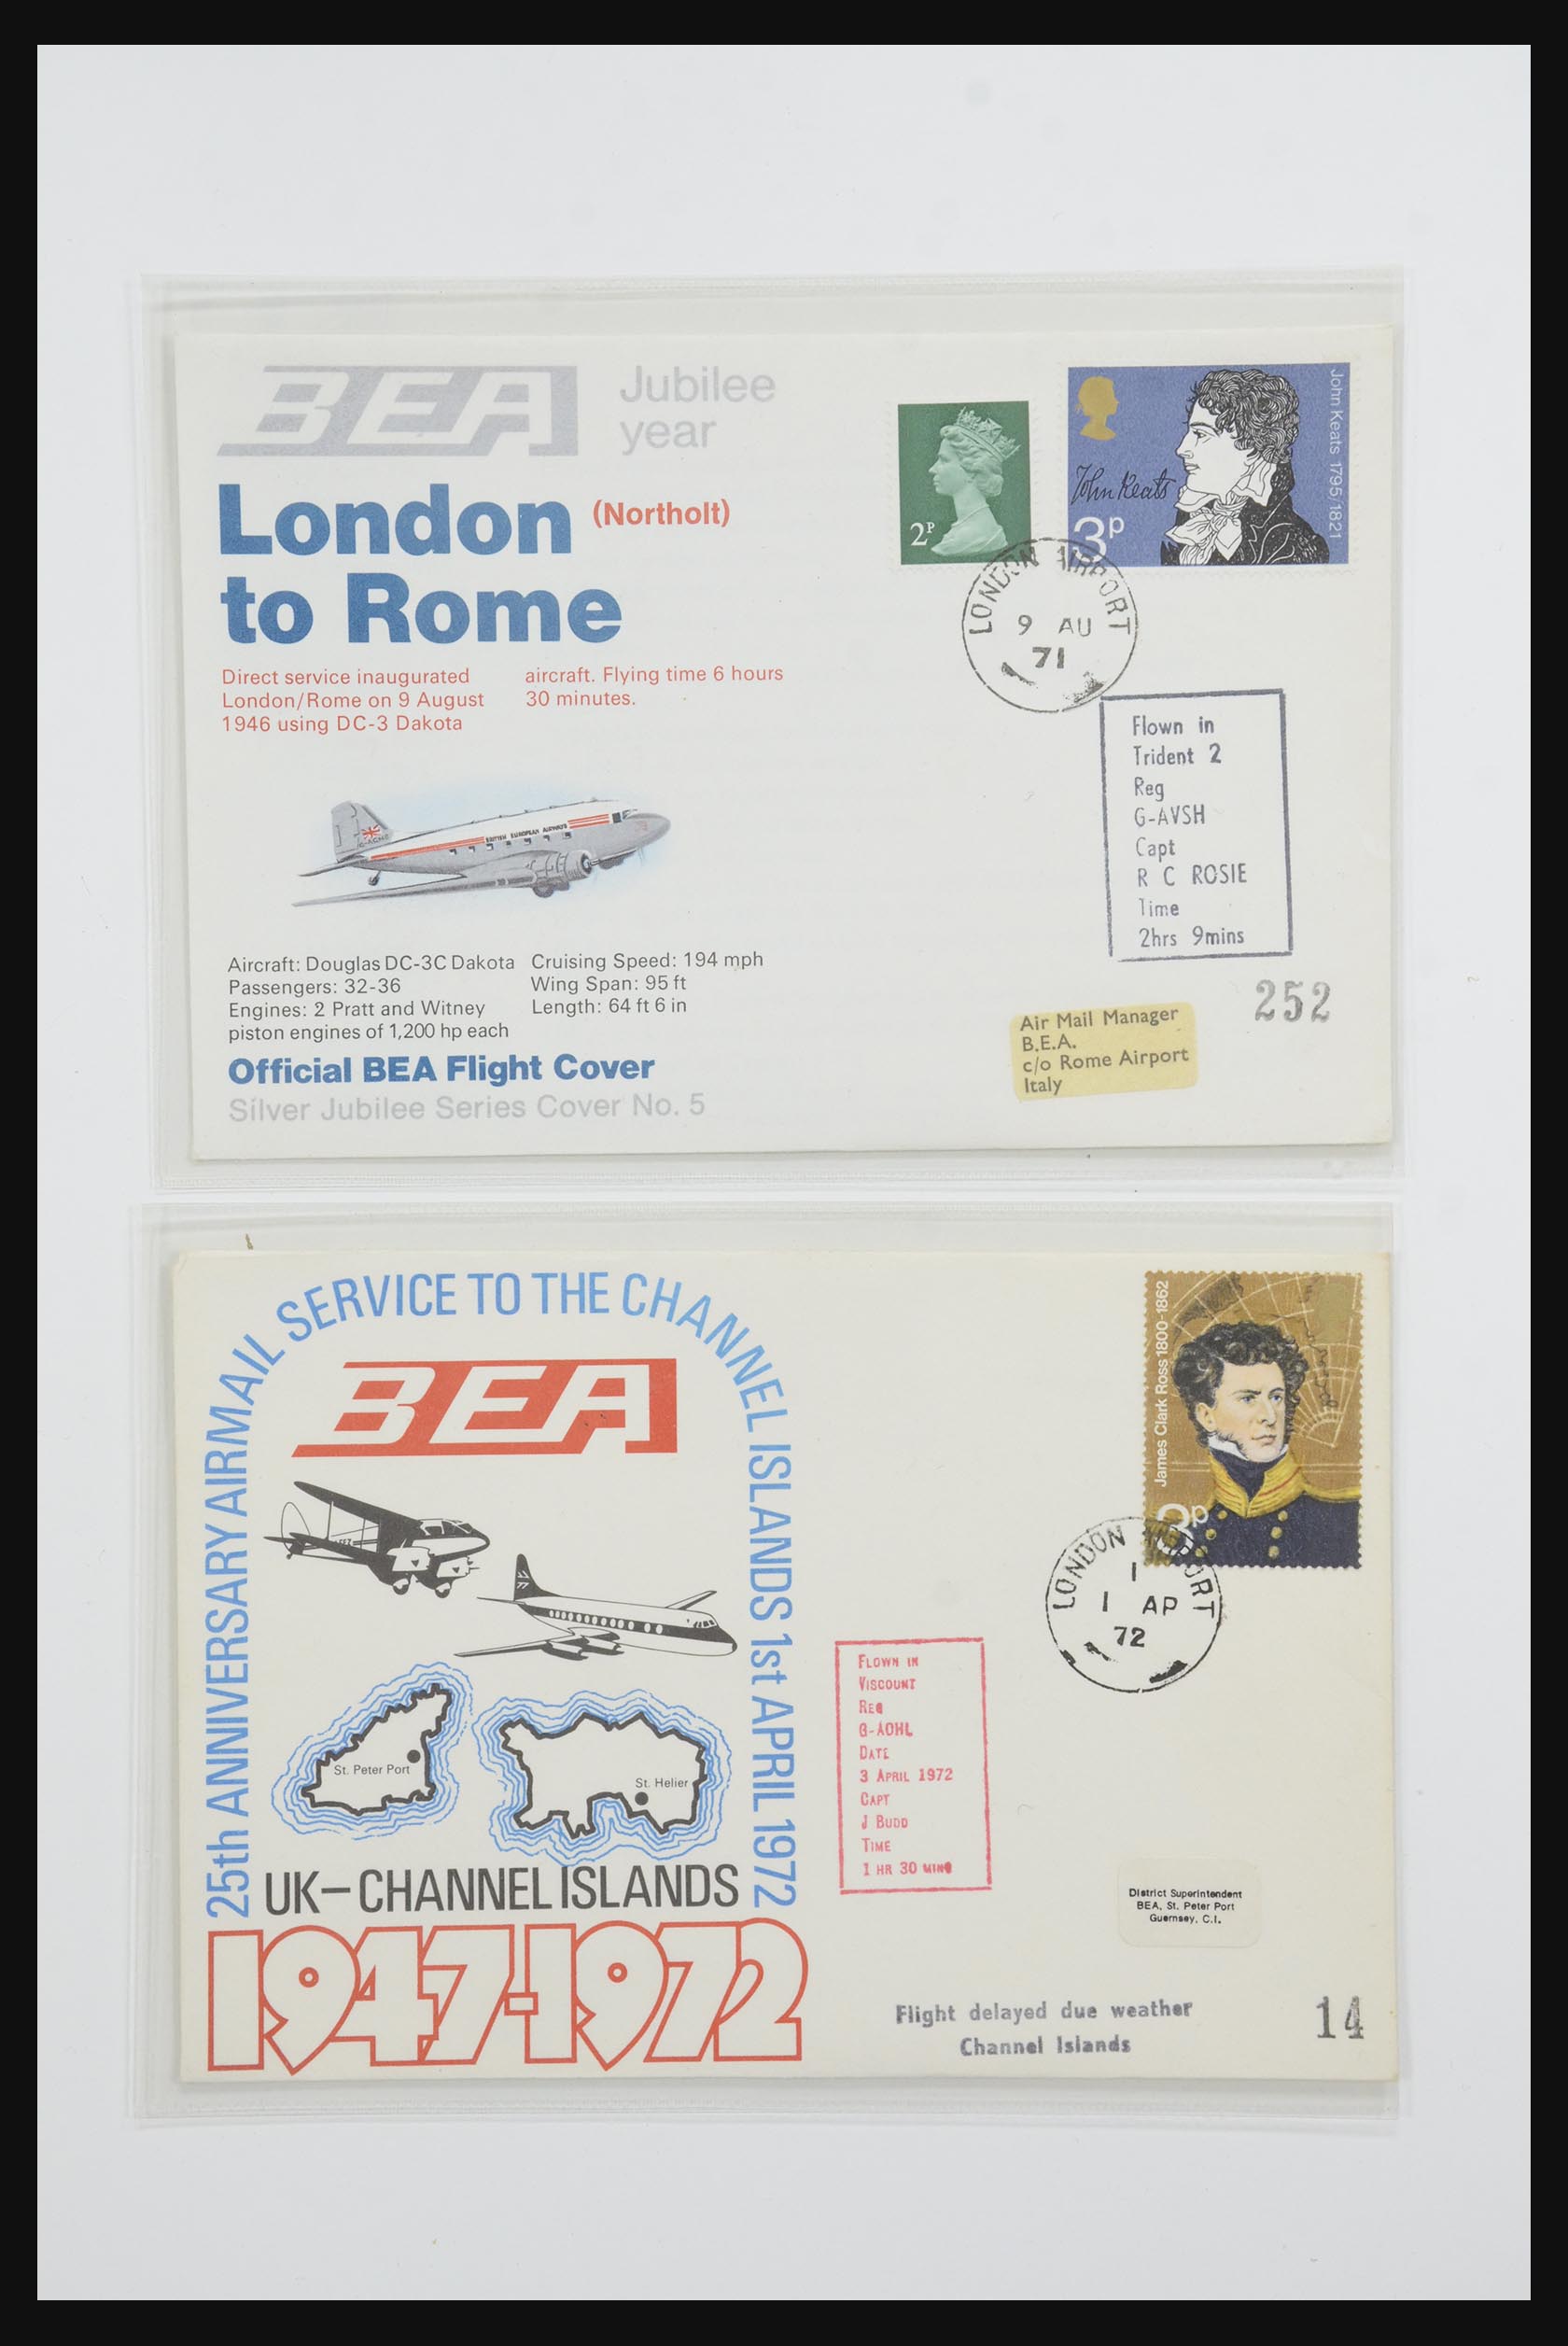 BEA
Jubilee
year
London (Northolt)
to Rome
Direct service inaugurated
London/Rome on 9 August
1946 using DC-3 Dakota
aircraft. Flying time 6 hours
30 minutes.
BRITISH EUROPEAN AIRWAYS
Aircraft: Douglas DC-3C Dakota
Passengers: 32-36
Engines: 2 Pratt and Witney
piston engines of 1,200 hp each
Cruising Speed: 194 mph
Wing Span: 95 ft
Length: 64 ft 6 in
Official BEA Flight Cover
Silver Jubilee Series Cover No. 5
2P
John Keats 1795/1821
John Keats
3p
LONDON AIRPORT
9 AU
71
Flown in
Trident 2
Reg
G-AVSH
Capt
R C ROSIE
Time
2hrs 9mins
252
Air Mail Manager
B.E.A.
c/o Rome Airport
Italy
25th ANNIVERSARY AIRMAIL SERVICE TO THE CHANNEL ISLANDS 1st APRIL 1972
BEA
St. Peter Port
St. Helier
UK–CHANNEL ISLANDS
1947-1972
James Clark Ross 1800-1862
3p
LONDON AIRPORT
1
1 AP
72
FLOWN IN
VISCOUNT
REG
G-AOHL
DATE
3 APRIL 1972
CAPT
J BUDD
TIME
1 HR 30 MINS
District Superintendent
BEA, St. Peter Port
Guernsey, C.I.
Flight delayed due weather
Channel Islands
14